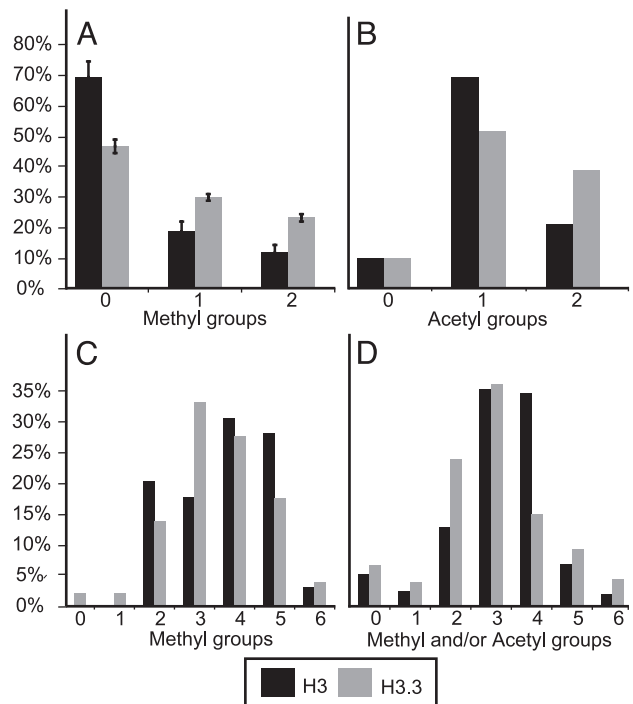 A
B
80%
70%
60%
50%
40%
30%
20%
10%
0%
0 1 2
Methyl groups
0 1 2
Acetyl groups
C
D
35%
30%
25%
20%
15%
10%
5%
0%
0 1 2 3 4 5 6
Methyl groups
0 1 2 3 4 5 6
Methyl and/or Acetyl groups
H3 H3.3